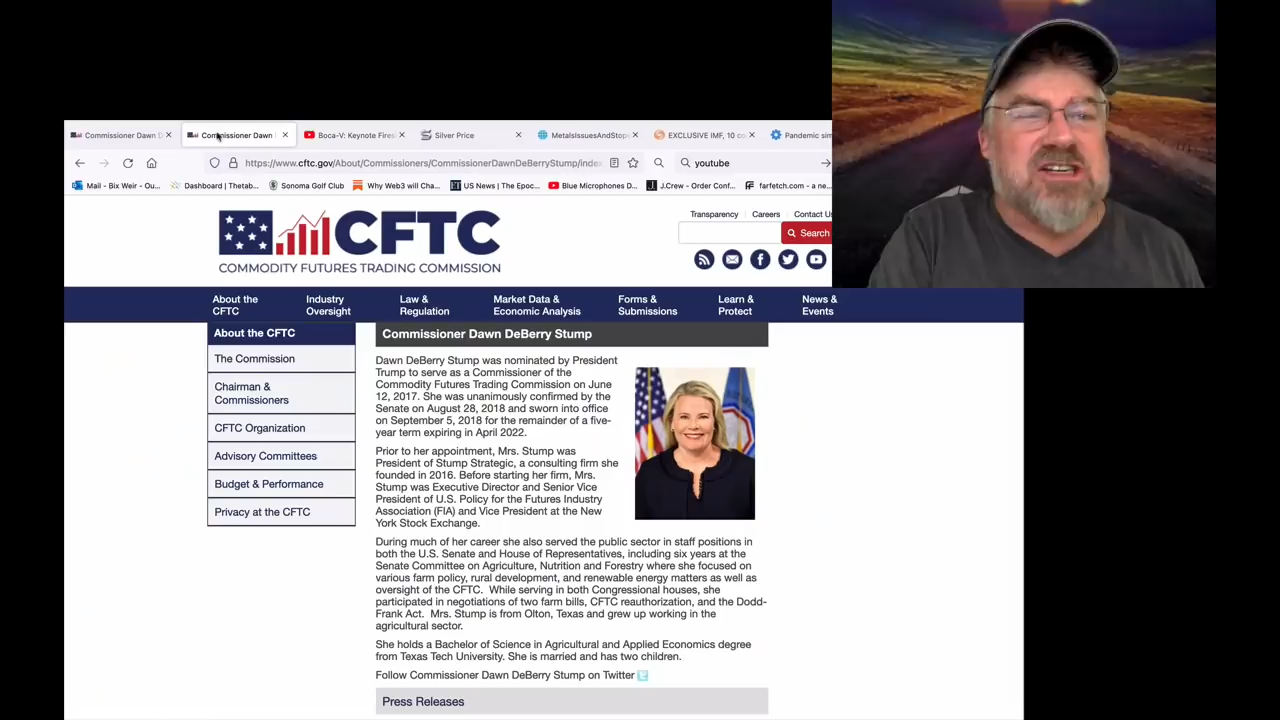 Commissioner Dawn D
Commissioner Dawn
Boca-V: Keynote Fires
Silver Price
MetalsIssuesAndStop
EXCLUSIVE IMF, 10 co
Pandemic sim
https://www.cftc.gov/About/Commissioners/CommissionerDawnDeBerryStump/index
youtube
Mail - Bix Weir - Ou...
Dashboard | Thetab...
Sonoma Golf Club
Why Web3 will Cha...
US News | The Epoc...
Blue Microphones D...
J.Crew - Order Conf...
farfetch.com - a ne...
Transparency Careers Contact Us
CFTC
COMMODITY FUTURES TRADING COMMISSION
Search
About the CFTC
Industry Oversight
Law & Regulation
Market Data & Economic Analysis
Forms & Submissions
Learn & Protect
News & Events
About the CFTC
The Commission
Chairman &
Commissioners
CFTC Organization
Advisory Committees
Budget & Performance
Privacy at the CFTC
Commissioner Dawn DeBerry Stump
Dawn DeBerry Stump was nominated by President
Trump to serve as a Commissioner of the
Commodity Futures Trading Commission on June
12, 2017. She was unanimously confirmed by the
Senate on August 28, 2018 and sworn into office
on September 5, 2018 for the remainder of a five-
year term expiring in April 2022.
Prior to her appointment, Mrs. Stump was
President of Stump Strategic, a consulting firm she
founded in 2016. Before starting her firm, Mrs.
Stump was Executive Director and Senior Vice
President of U.S. Policy for the Futures Industry
Association (FIA) and Vice President at the New
York Stock Exchange.
During much of her career she also served the public sector in staff positions in
both the U.S. Senate and House of Representatives, including six years at the
Senate Committee on Agriculture, Nutrition and Forestry where she focused on
various farm policy, rural development, and renewable energy matters as well as
oversight of the CFTC. While serving in both Congressional houses, she
participated in negotiations of two farm bills, CFTC reauthorization, and the Dodd-
Frank Act. Mrs. Stump is from Olton, Texas and grew up working in the
agricultural sector.
She holds a Bachelor of Science in Agricultural and Applied Economics degree
from Texas Tech University. She is married and has two children.
Follow Commissioner Dawn DeBerry Stump on Twitter
Press Releases